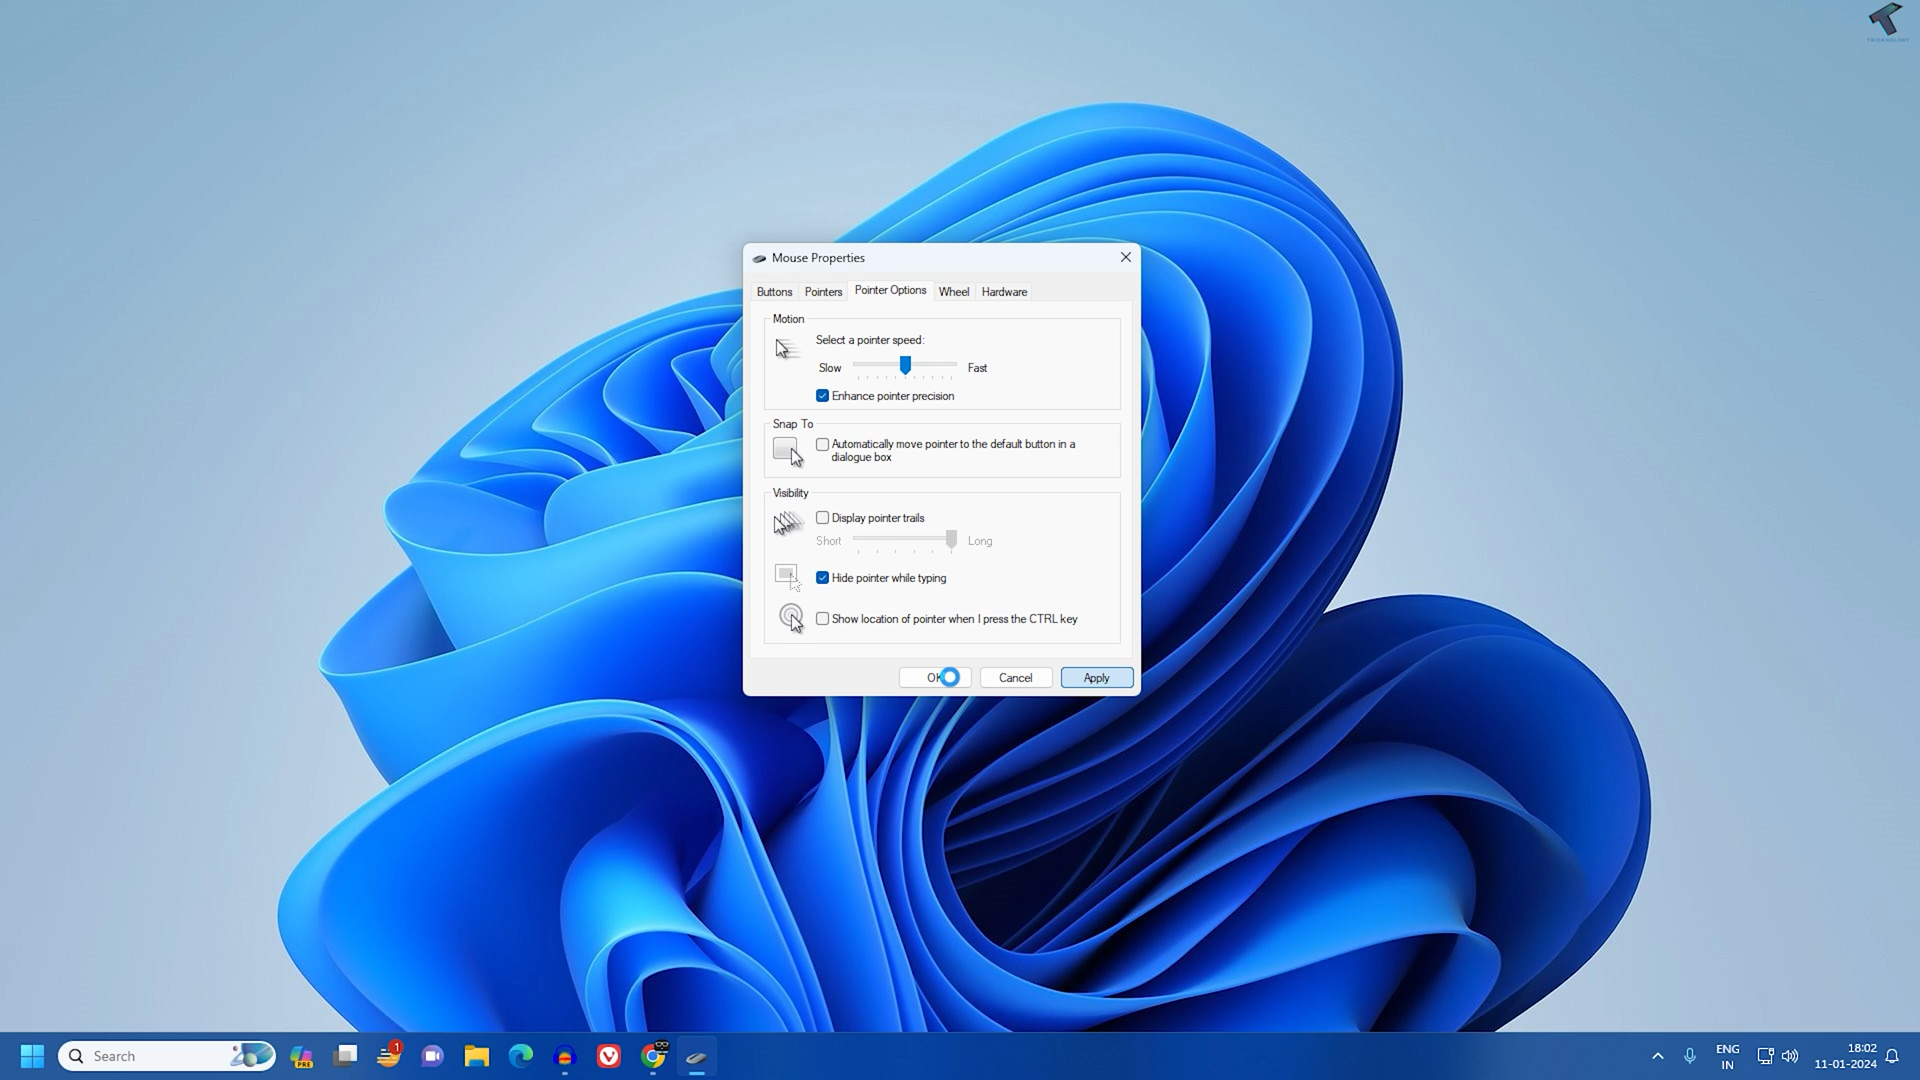 TRICKNOLOGY
Mouse Properties
Buttons Pointers Pointer Options Wheel Hardware
Motion
Select a pointer speed:
Slow Fast
Enhance pointer precision
Snap To
Automatically move pointer to the default button in a
dialogue box
Visibility
Display pointer trails
Short Long
Hide pointer while typing
Show location of pointer when I press the CTRL key
OK Cancel Apply
Search
PRE
1
ENG
IN
18:02
11-01-2024